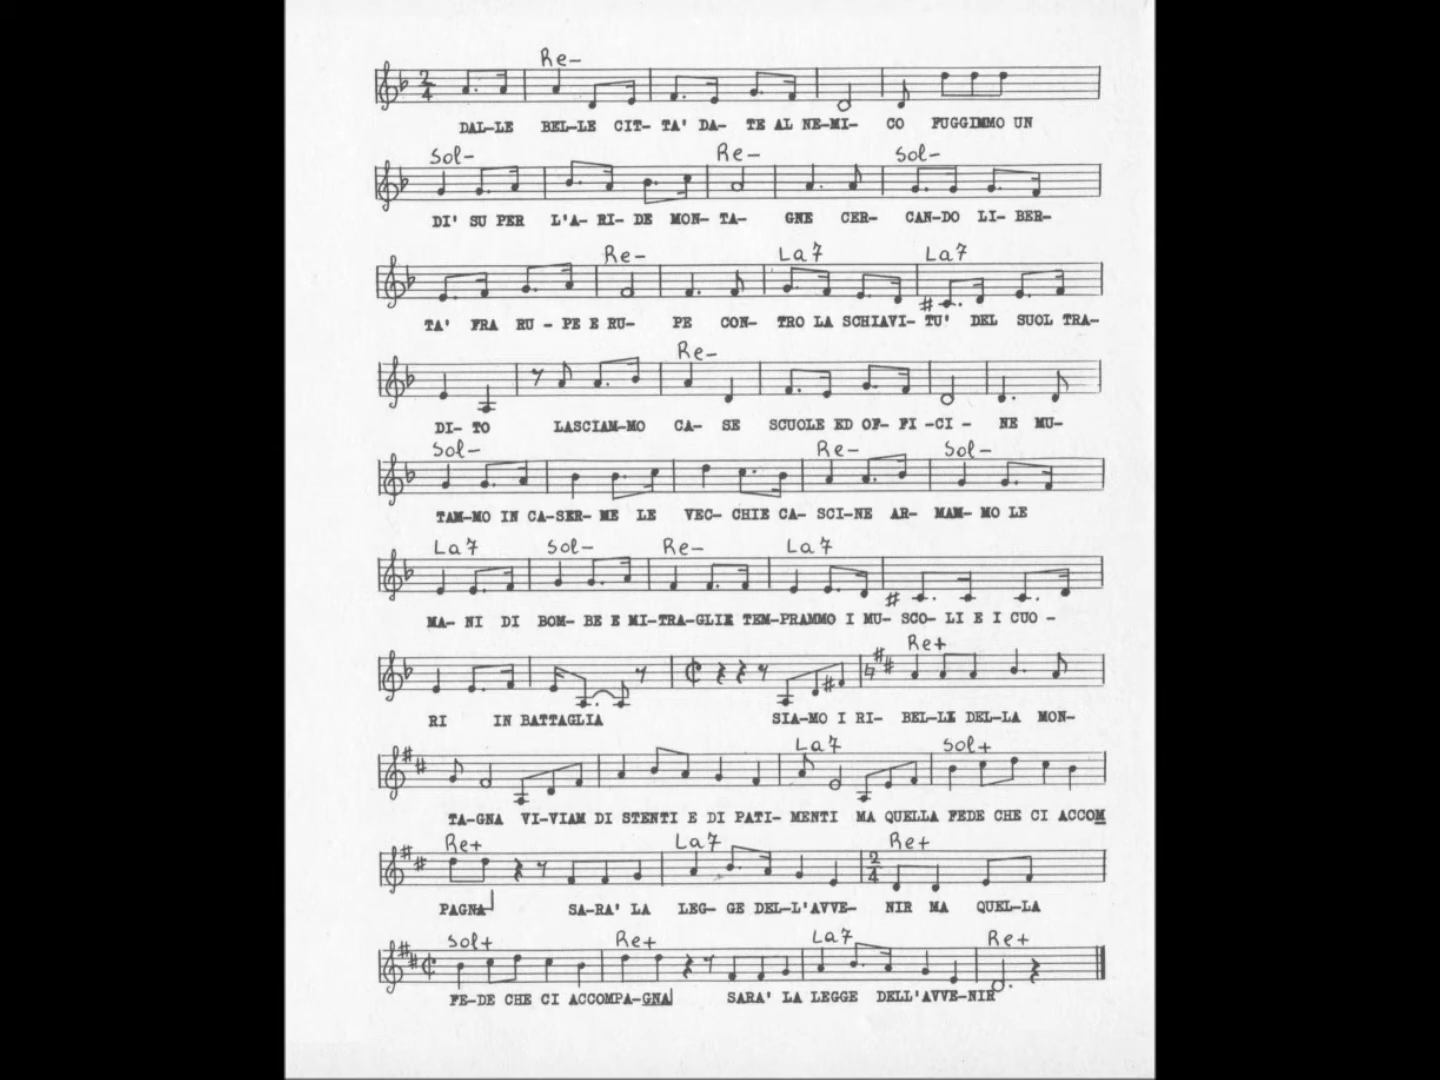 Re-
DAL-LE BEL-LE CIT- TA' DA- TE AL NE-MI- CO FUGGIMMO UN
Sol- Re- Sol-
DI' SU PER L'A- RI- DE MON- TA- GNE CER- CAN-DO LI- BER-
Re- La7 La7
TA' FRA RU - PE E RU- PE CON- TRO LA SCHIAVI- TU' DEL SUOL TRA-
Re-
DI- TO LASCIAM-MO CA- SE SCUOLE ED OF- FI -CI - NE MU-
Sol- Re- Sol-
TAM-MO IN CA-SER- ME LE VEC- CHIE CA- SCI-NE AR- MAM- MO LE
La7 Sol- Re- La7
MA- NI DI BOM- BE E MI-TRA-GLIE TEM-PRAMMO I MU- SCO- LI E I CUO -
Re+
RI IN BATTAGLIA SIA-MO I RI- BEL-LI DEL-LA MON-
La7 Sol+
TA-GNA VI-VIAM DI STENTI E DI PATI- MENTI MA QUELLA FEDE CHE CI ACCOM
Re+ La7 Re+
PAGNA SA-RA' LA LEG- GE DEL-L'AVVE- NIR MA QUEL-LA
Sol+ Re+ La7 Re+
FE-DE CHE CI ACCOMPA-GNA SARA' LA LEGGE DELL'AVVE-NIR